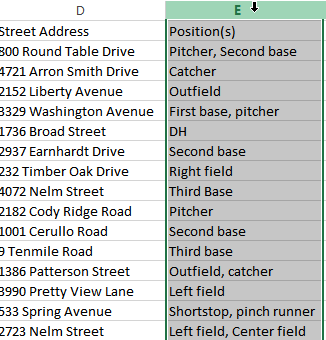 D E
Street Address Position(s)
800 Round Table Drive Pitcher, Second base
4721 Arron Smith Drive Catcher
2152 Liberty Avenue Outfield
3329 Washington Avenue First base, pitcher
1736 Broad Street DH
2937 Earnhardt Drive Second base
232 Timber Oak Drive Right field
4072 Nelm Street Third Base
2182 Cody Ridge Road Pitcher
1001 Cerullo Road Second base
9 Tenmile Road Third base
1386 Patterson Street Outfield, catcher
3990 Pretty View Lane Left field
533 Spring Avenue Shortstop, pinch runner
2723 Nelm Street Left field, Center field